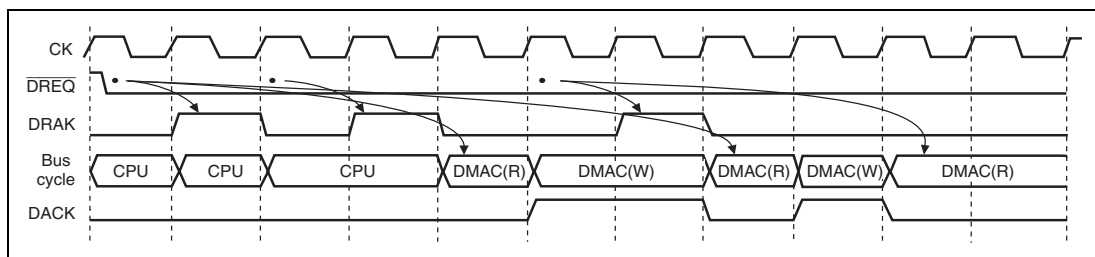 CK
DREQ
DRAK
Bus cycle CPU CPU CPU DMAC(R) DMAC(W) DMAC(R) DMAC(W) DMAC(R)
DACK